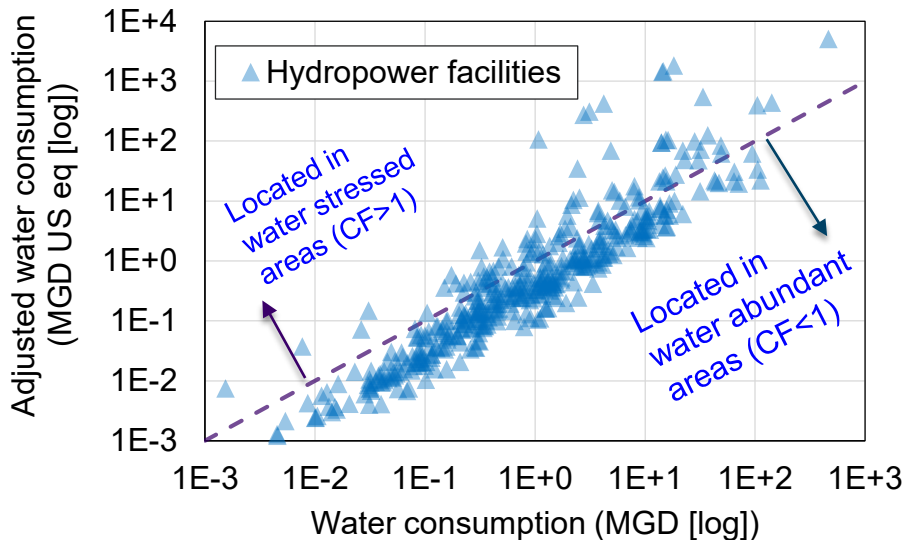 Adjusted water consumption
(MGD US eq [log])
1E+4
1E+3
1E+2
1E+1
1E+0
1E-1
1E-2
1E-3
Hydropower facilities
Located in
water stressed
areas (CF>1)
Located in
water abundant
areas (CF<1)
1E-3
1E-2
1E-1
1E+0
1E+1
1E+2
1E+3
Water consumption (MGD [log])